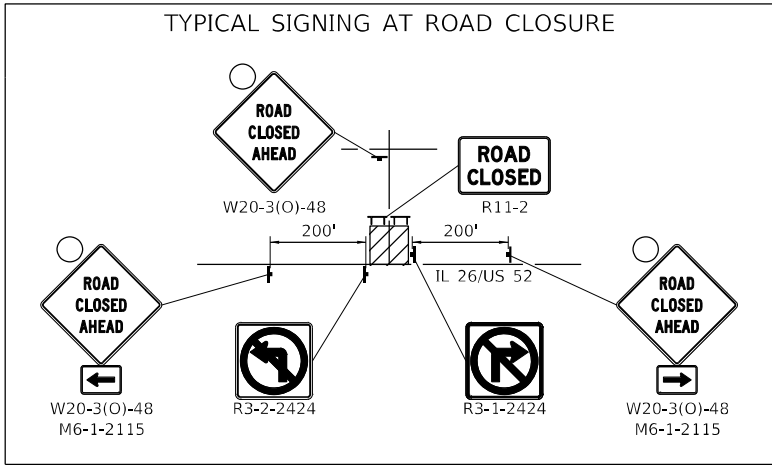 TYPICAL SIGNING AT ROAD CLOSURE
ROAD
CLOSED
AHEAD
W20-3(O)-48
ROAD
CLOSED
R11-2
200'
200'
IL 26/US 52
ROAD
CLOSED
AHEAD
W20-3(O)-48
M6-1-2115
R3-2-2424
R3-1-2424
ROAD
CLOSED
AHEAD
W20-3(O)-48
M6-1-2115